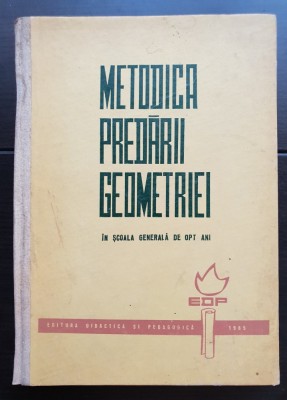 METODICA
PREDĂRII
GEOMETRIEI
ÎN ȘCOALA GENERALĂ DE OPT ANI
EDP
EDITURA DIDACTICĂ ȘI PEDAGOGICĂ